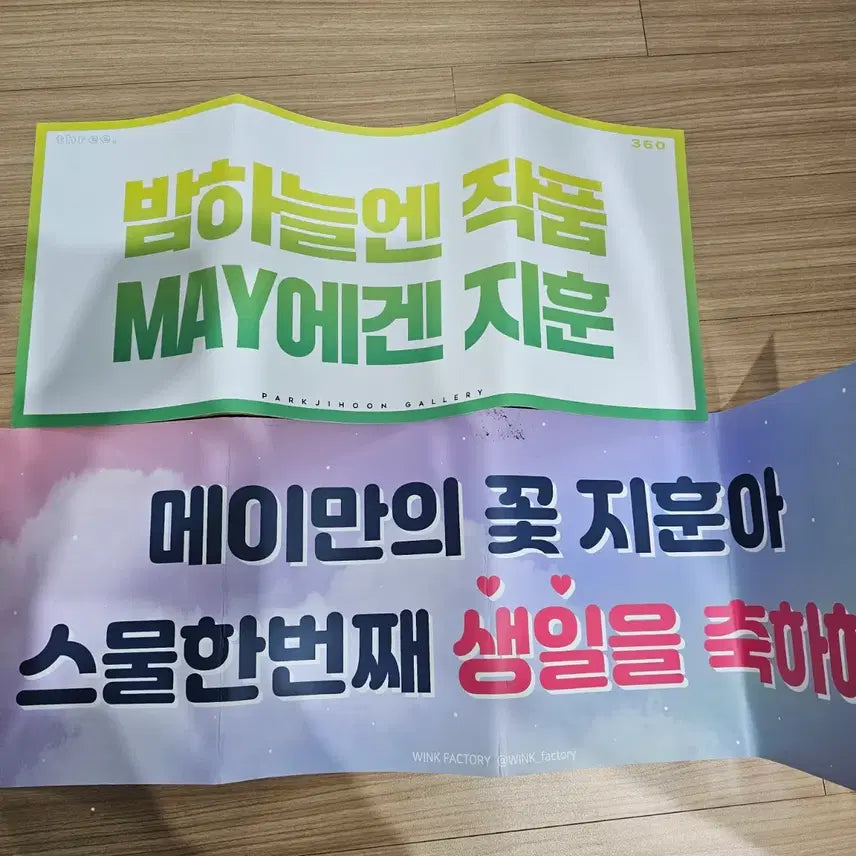 three.
360
밤하늘엔 작품
MAY에겐 지훈
PARKJIHOON GALLERY
메이만의 꽃 지훈아
스물한번째 생일을 축하해
WINK FACTORY @WINK_factory